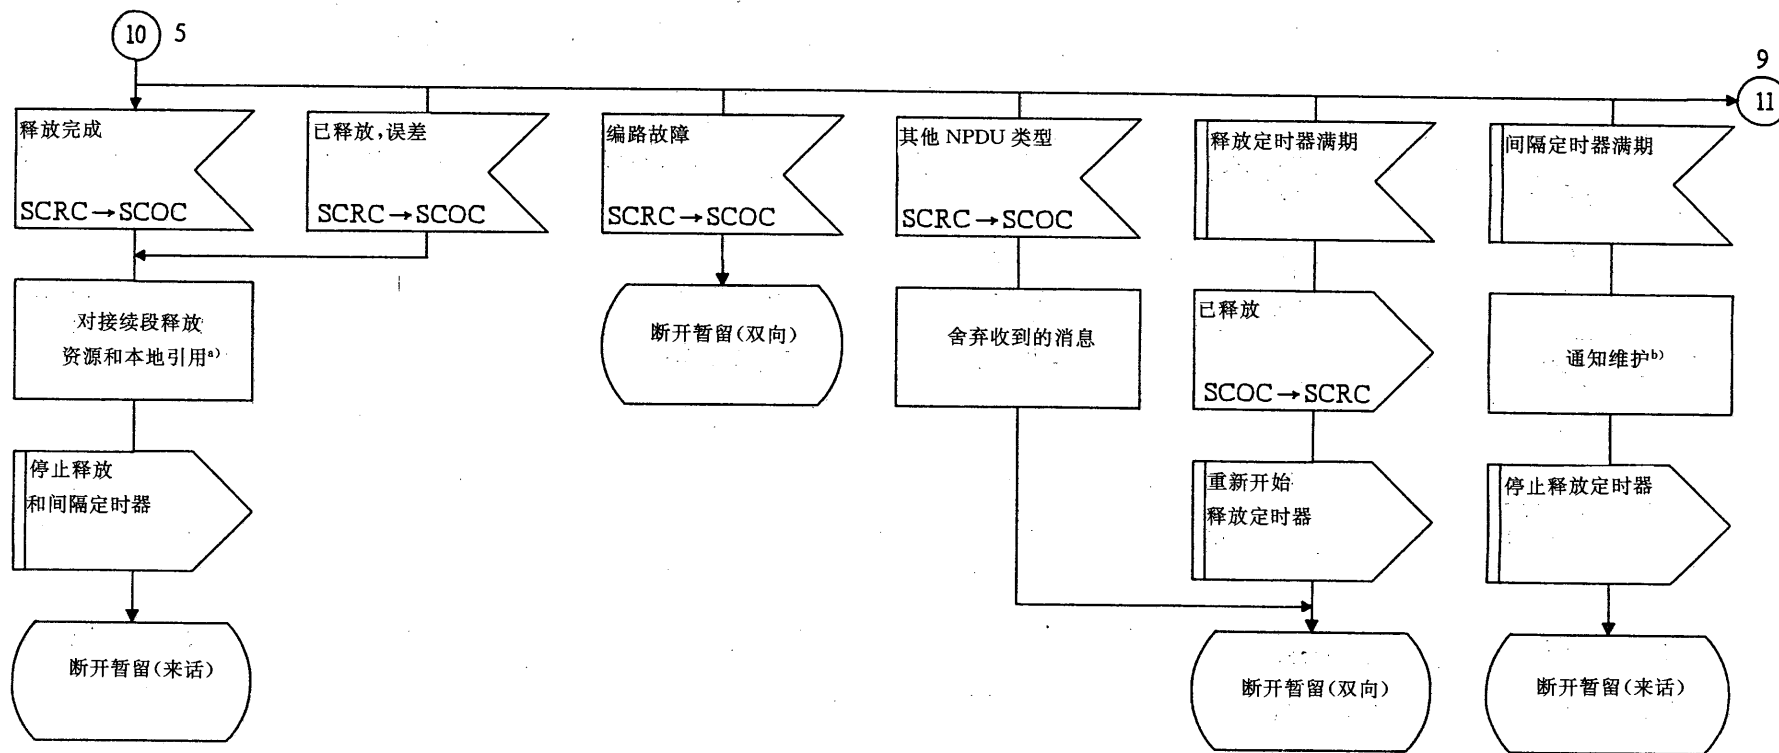 10 5
9
11
释放完成
SCRC→SCOC
已释放,误差
SCRC→SCOC
编路故障
SCRC→SCOC
其他 NPDU 类型
SCRC→SCOC
释放定时器满期
间隔定时器满期
对接续段释放
资源和本地引用a)
断开暂留(双向)
舍弃收到的消息
已释放
SCOC→SCRC
通知维护b)
停止释放
和间隔定时器
重新开始
释放定时器
停止释放定时器
断开暂留(来话)
断开暂留(双向)
断开暂留(来话)